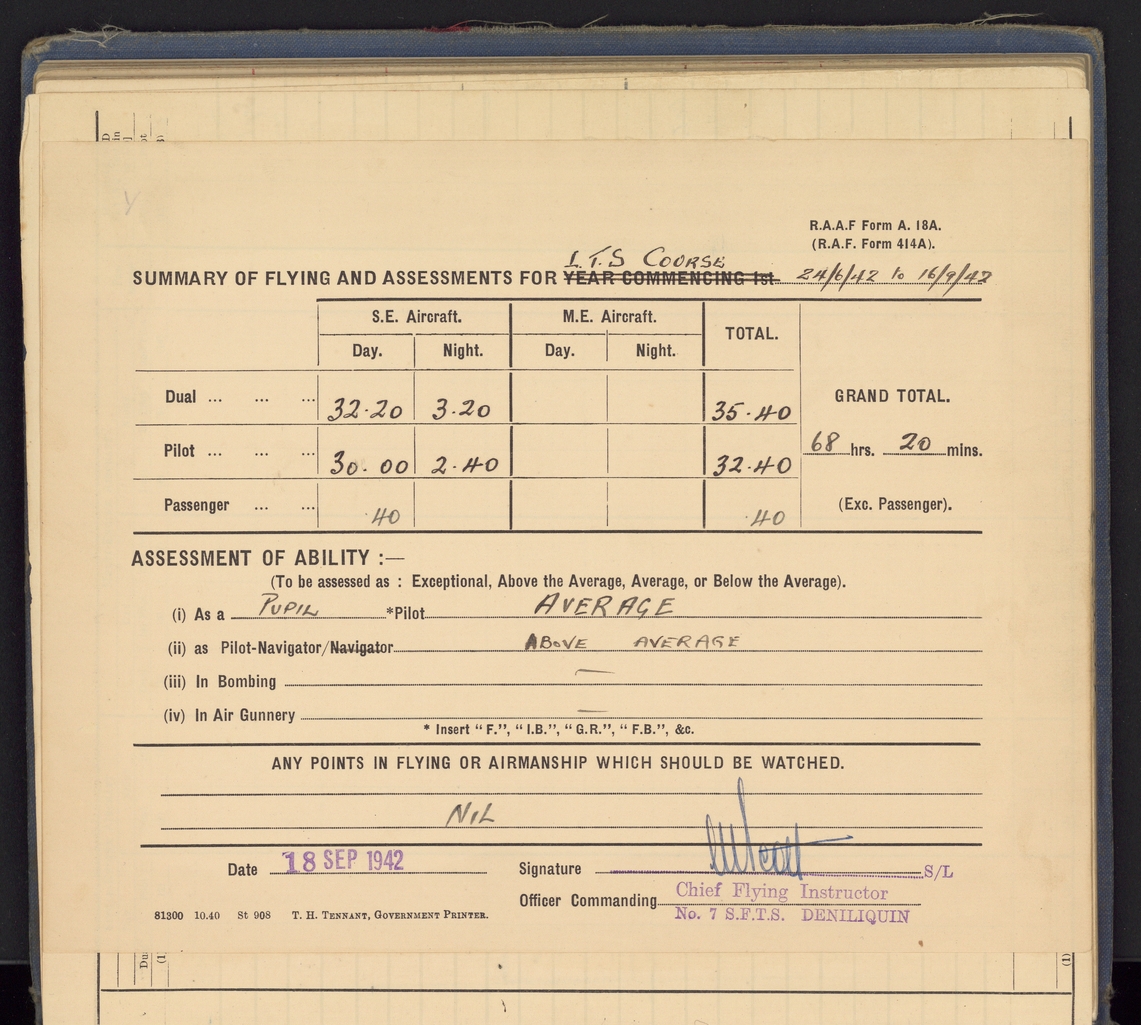 R.A.A.F Form A. 18A.
(R.A.F. Form 414A).
I.T.S COURSE
SUMMARY OF FLYING AND ASSESSMENTS FOR YEAR COMMENCING 1st 24/6/42 to 16/9/42
S.E. Aircraft. M.E. Aircraft. TOTAL.
Day. Night. Day. Night.
Dual ... ... ... 32·20 3·20 35·40
GRAND TOTAL.
Pilot ... ... ... 30·00 2·40 32·40
68 hrs. 20 mins.
Passenger ... ... ·40 ·40
(Exc. Passenger).
ASSESSMENT OF ABILITY :—
(To be assessed as : Exceptional, Above the Average, Average, or Below the Average).
(i) As a PUPIL *Pilot AVERAGE
(ii) as Pilot-Navigator/Navigator ABOVE AVERAGE
(iii) In Bombing —
(iv) In Air Gunnery —
* Insert "F.", "I.B.", "G.R.", "F.B.", &c.
ANY POINTS IN FLYING OR AIRMANSHIP WHICH SHOULD BE WATCHED.
NIL
Date 18 SEP 1942
Signature S/L
Officer Commanding Chief Flying Instructor
No. 7 S.F.T.S. DENILIQUIN
81300 10.40 St 908 T. H. TENNANT, GOVERNMENT PRINTER.